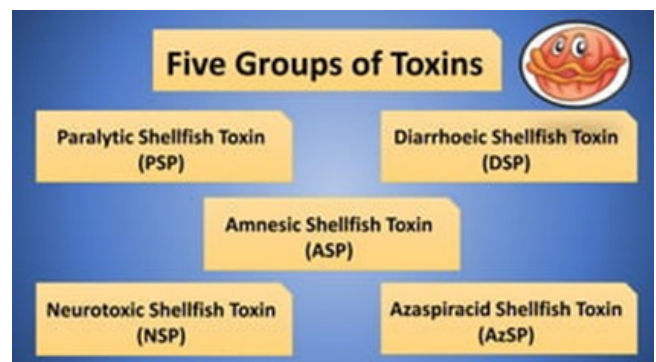 Five Groups of Toxins
Paralytic Shellfish Toxin
(PSP)
Diarrhoeic Shellfish Toxin
(DSP)
Amnesic Shellfish Toxin
(ASP)
Neurotoxic Shellfish Toxin
(NSP)
Azaspiracid Shellfish Toxin
(AzSP)